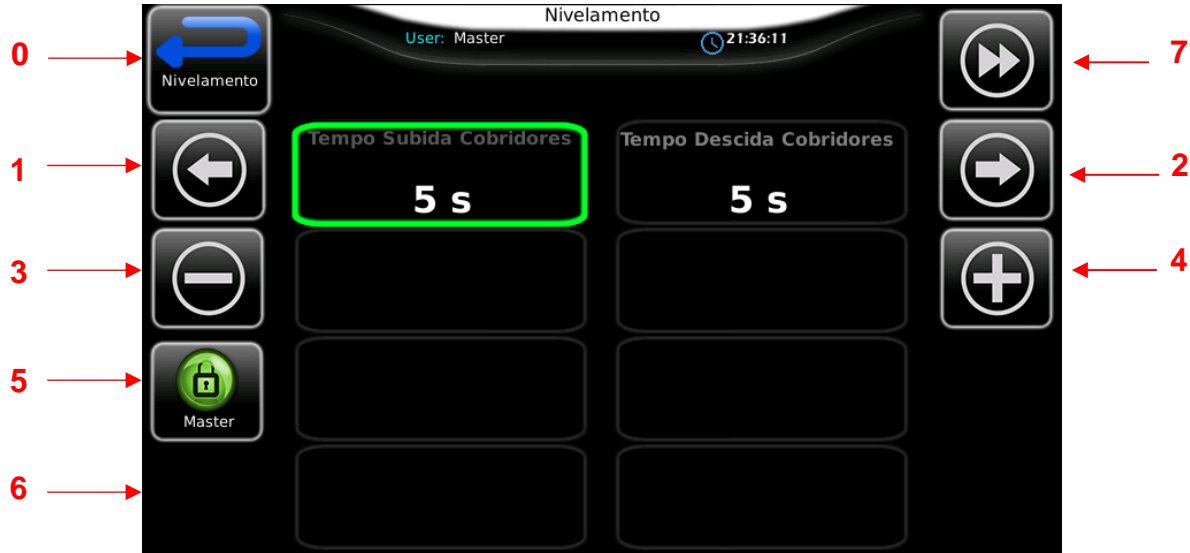 Nivelamento
User: Master
21:36:11
0
Nivelamento
7
1
Tempo Subida Cobridores
5 s
Tempo Descida Cobridores
5 s
2
3
4
5
Master
6